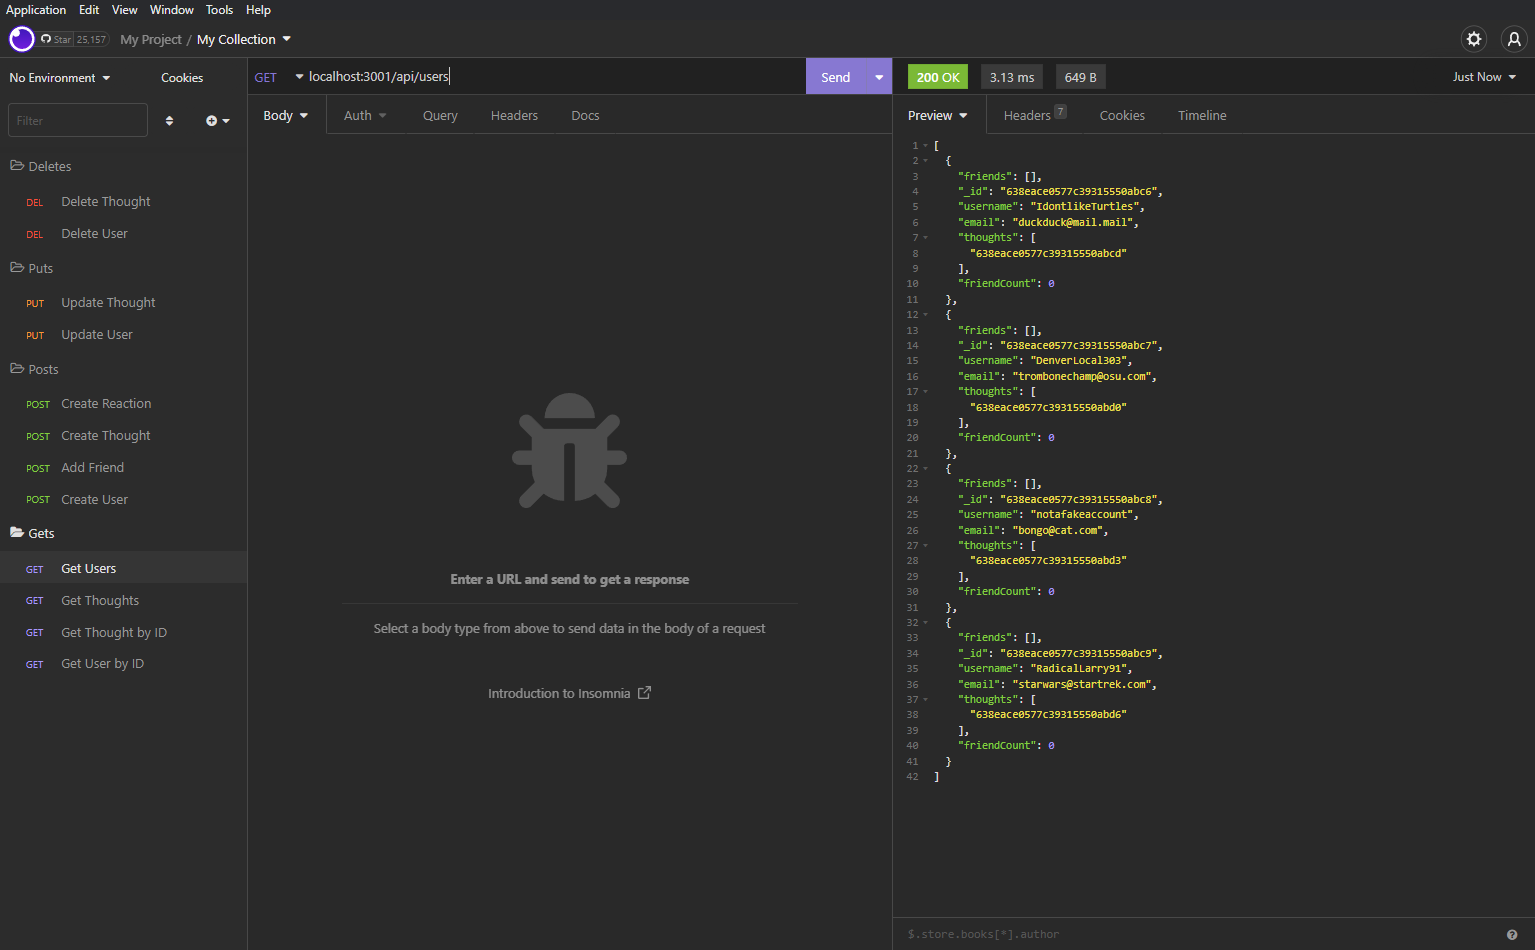 Application Edit View Window Tools Help
Star 25,157 My Project / My Collection
No Environment Cookies
Filter
Deletes
DEL Delete Thought
DEL Delete User
Puts
PUT Update Thought
PUT Update User
Posts
POST Create Reaction
POST Create Thought
POST Add Friend
POST Create User
Gets
GET Get Users
GET Get Thoughts
GET Get Thought by ID
GET Get User by ID
GET localhost:3001/api/users Send
Body Auth Query Headers Docs
Enter a URL and send to get a response
Select a body type from above to send data in the body of a request
Introduction to Insomnia
200 OK 3.13 ms 649 B Just Now
Preview Headers 7 Cookies Timeline
1 [
2 {
3 "friends": [],
4 "_id": "638eace0577c39315550abc6",
5 "username": "IdontlikeTurtles",
6 "email": "duckduck@mail.mail",
7 "thoughts": [
8 "638eace0577c39315550abcd"
9 ],
10 "friendCount": 0
11 },
12 {
13 "friends": [],
14 "_id": "638eace0577c39315550abc7",
15 "username": "DenverLocal303",
16 "email": "trombonechamp@osu.com",
17 "thoughts": [
18 "638eace0577c39315550abd0"
19 ],
20 "friendCount": 0
21 },
22 {
23 "friends": [],
24 "_id": "638eace0577c39315550abc8",
25 "username": "notafakeaccount",
26 "email": "bongo@cat.com",
27 "thoughts": [
28 "638eace0577c39315550abd3"
29 ],
30 "friendCount": 0
31 },
32 {
33 "friends": [],
34 "_id": "638eace0577c39315550abc9",
35 "username": "RadicalLarry91",
36 "email": "starwars@startrek.com",
37 "thoughts": [
38 "638eace0577c39315550abd6"
39 ],
40 "friendCount": 0
41 }
42 ]
$.store.books[*].author